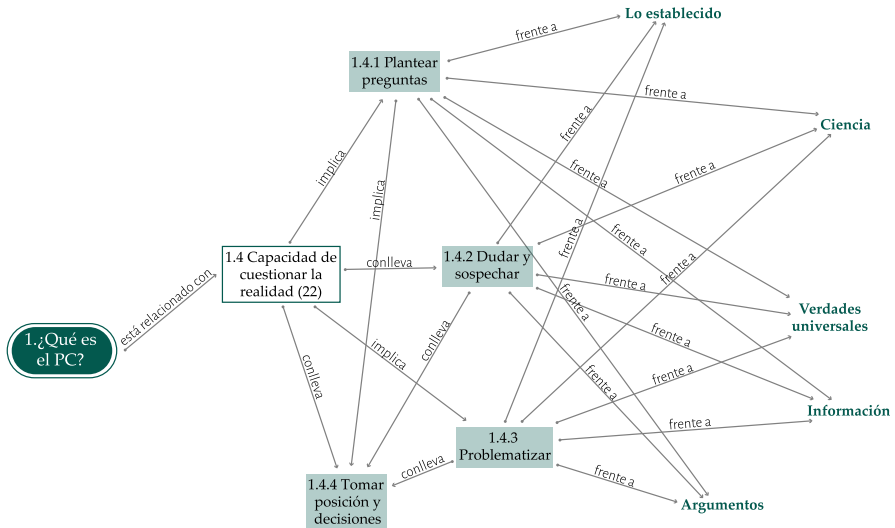 Lo establecido
frente a
1.4.1 Plantear
preguntas
frente a
frente a
Ciencia
implica
implica
frente a
frente a
frente a
frente a
está relacionado con
1.4 Capacidad de
cuestionar la
realidad (22)
conlleva
1.4.2 Dudar y
sospechar
frente a
frente a
frente a
frente a
Verdades
universales
1.¿Qué es
el PC?
conlleva
implica
conlleva
frente a
frente a
frente a
Información
1.4.3
Problematizar
frente a
conlleva
frente a
1.4.4 Tomar
posición y
decisiones
Argumentos